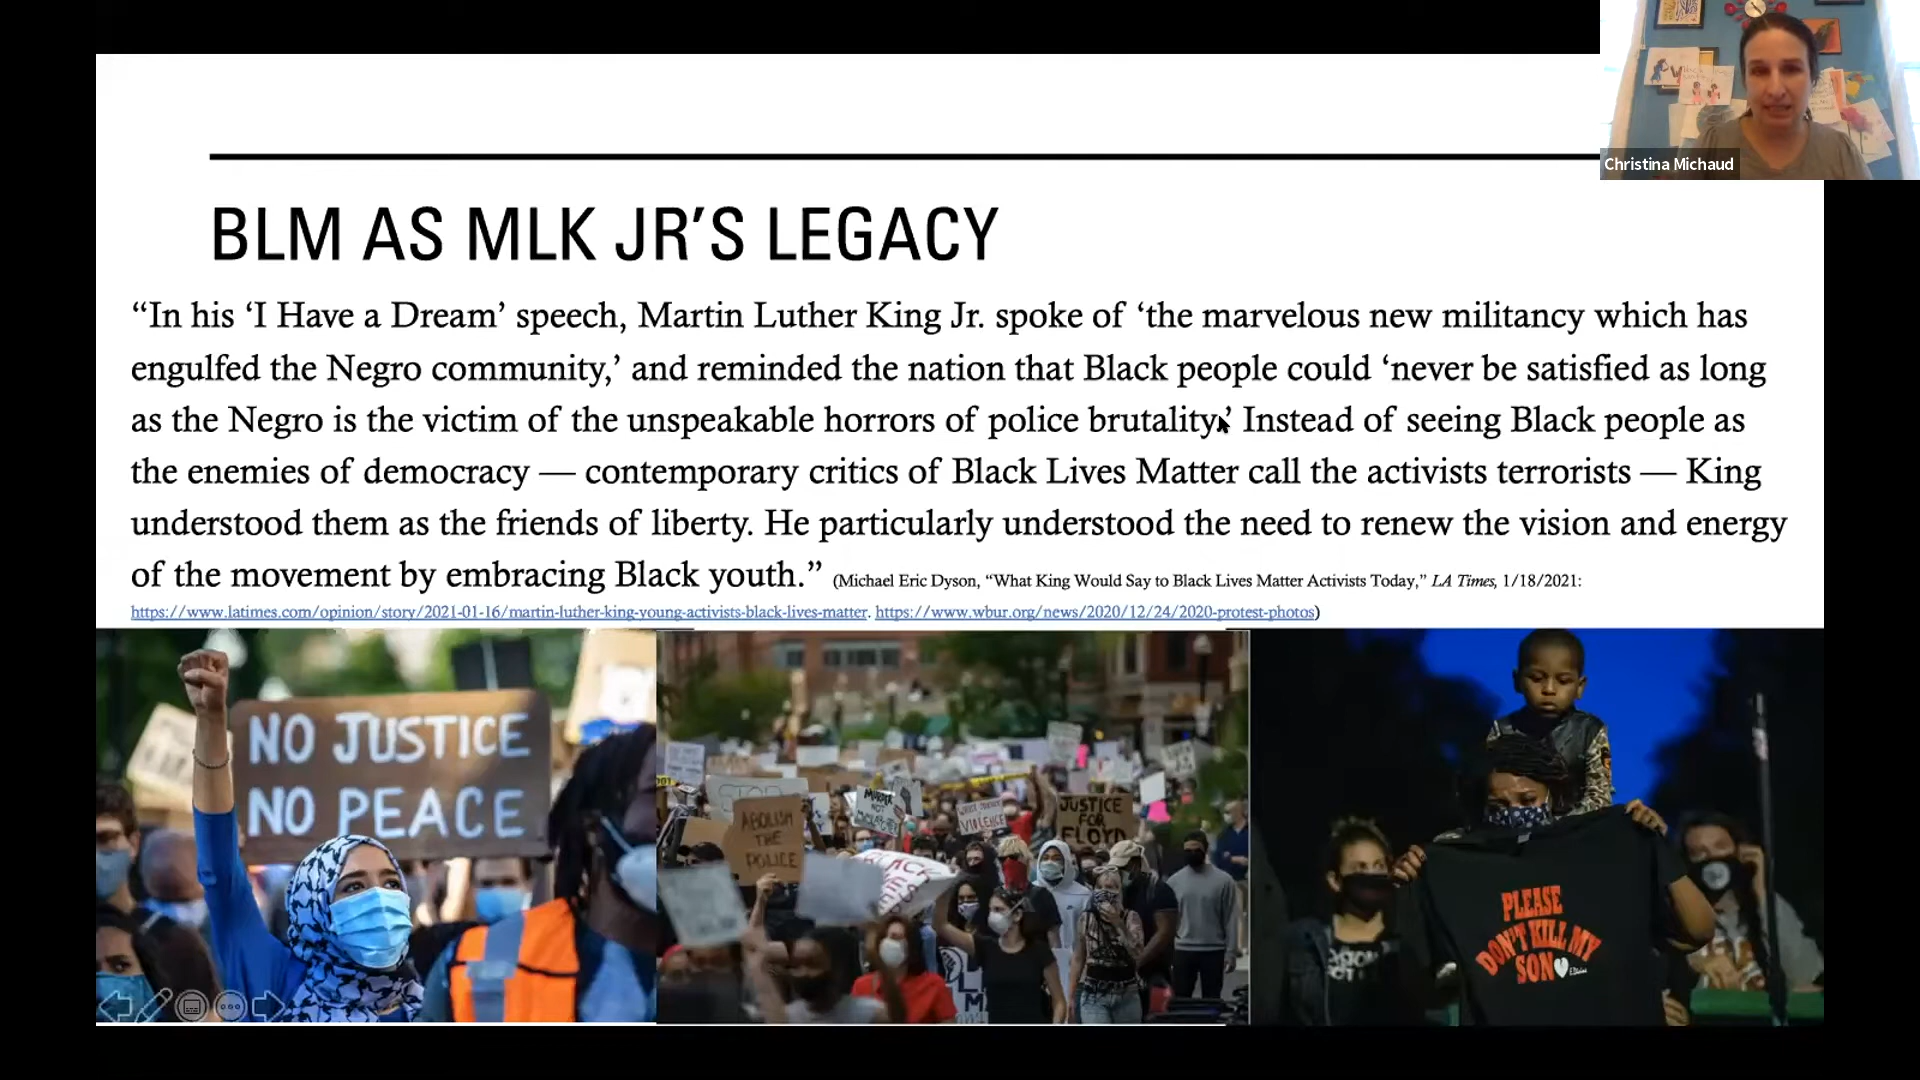 Christina Michaud
BLM AS MLK JR’S LEGACY
“In his ‘I Have a Dream’ speech, Martin Luther King Jr. spoke of ‘the marvelous new militancy which has
engulfed the Negro community,’ and reminded the nation that Black people could ‘never be satisfied as long
as the Negro is the victim of the unspeakable horrors of police brutality.’ Instead of seeing Black people as
the enemies of democracy — contemporary critics of Black Lives Matter call the activists terrorists — King
understood them as the friends of liberty. He particularly understood the need to renew the vision and energy
of the movement by embracing Black youth.” (Michael Eric Dyson, “What King Would Say to Black Lives Matter Activists Today,” LA Times, 1/18/2021:
https://www.latimes.com/opinion/story/2021-01-16/martin-luther-king-young-activists-black-lives-matter. https://www.wbur.org/news/2020/12/24/2020-protest-photos)
NO JUSTICE
NO PEACE
STOP
ABOLISH
THE
POLICE
VIOLENCE
JUSTICE
FOR
FLOYD
PLEASE
DON'T KILL MY
SON